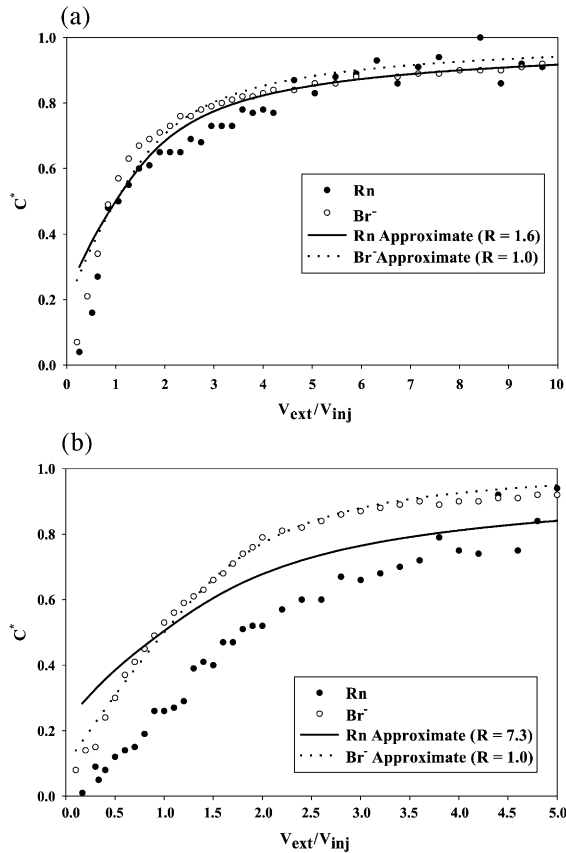 (a)
1.0
0.8
0.6
0.4
0.2
0.0
C*
Rn
Br⁻
Rn Approximate (R = 1.6)
Br⁻Approximate (R = 1.0)
0 1 2 3 4 5 6 7 8 9 10
Vext/Vinj
(b)
1.0
0.8
0.6
0.4
0.2
0.0
C*
Rn
Br⁻
Rn Approximate (R = 7.3)
Br⁻ Approximate (R = 1.0)
0.0 0.5 1.0 1.5 2.0 2.5 3.0 3.5 4.0 4.5 5.0
Vext/Vinj